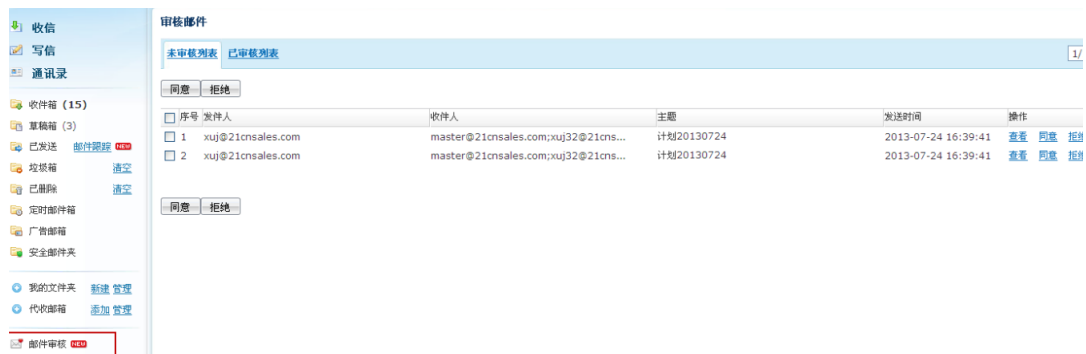 收信
写信
通讯录
收件箱 (15)
草稿箱 (3)
已发送 邮件跟踪 NEW
垃圾箱 清空
已删除 清空
定时邮件箱
广告邮箱
安全邮件夹
我的文件夹 新建 管理
代收邮箱 添加 管理
邮件审核 NEW
审核邮件
未审核列表 已审核列表
1/
同意 拒绝
序号 发件人 收件人 主题 发送时间 操作
1 xuj@21cnsales.com master@21cnsales.com;xuj32@21cns... 计划20130724 2013-07-24 16:39:41 查看 同意 拒绝
2 xuj@21cnsales.com master@21cnsales.com;xuj32@21cns... 计划20130724 2013-07-24 16:39:41 查看 同意 拒绝
同意 拒绝